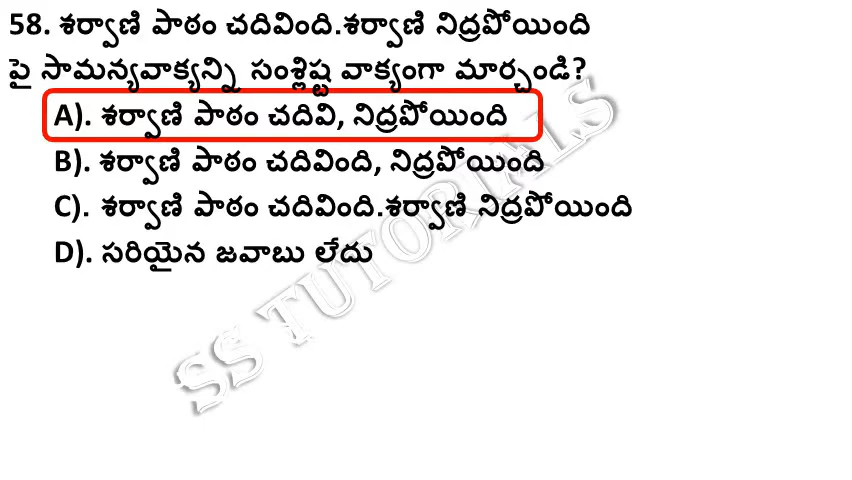 58. శర్వాణి పాఠం చదివింది.శర్వాణి నిద్రపోయింది
పై సామన్యవాక్యన్ని సంశ్లిష్ట వాక్యంగా మార్చండి?
A). శర్వాణి పాఠం చదివి, నిద్రపోయింది
B). శర్వాణి పాఠం చదివింది, నిద్రపోయింది
C). శర్వాణి పాఠం చదివింది.శర్వాణి నిద్రపోయింది
D). సరియైన జవాబు లేదు
SS TUTORIALS